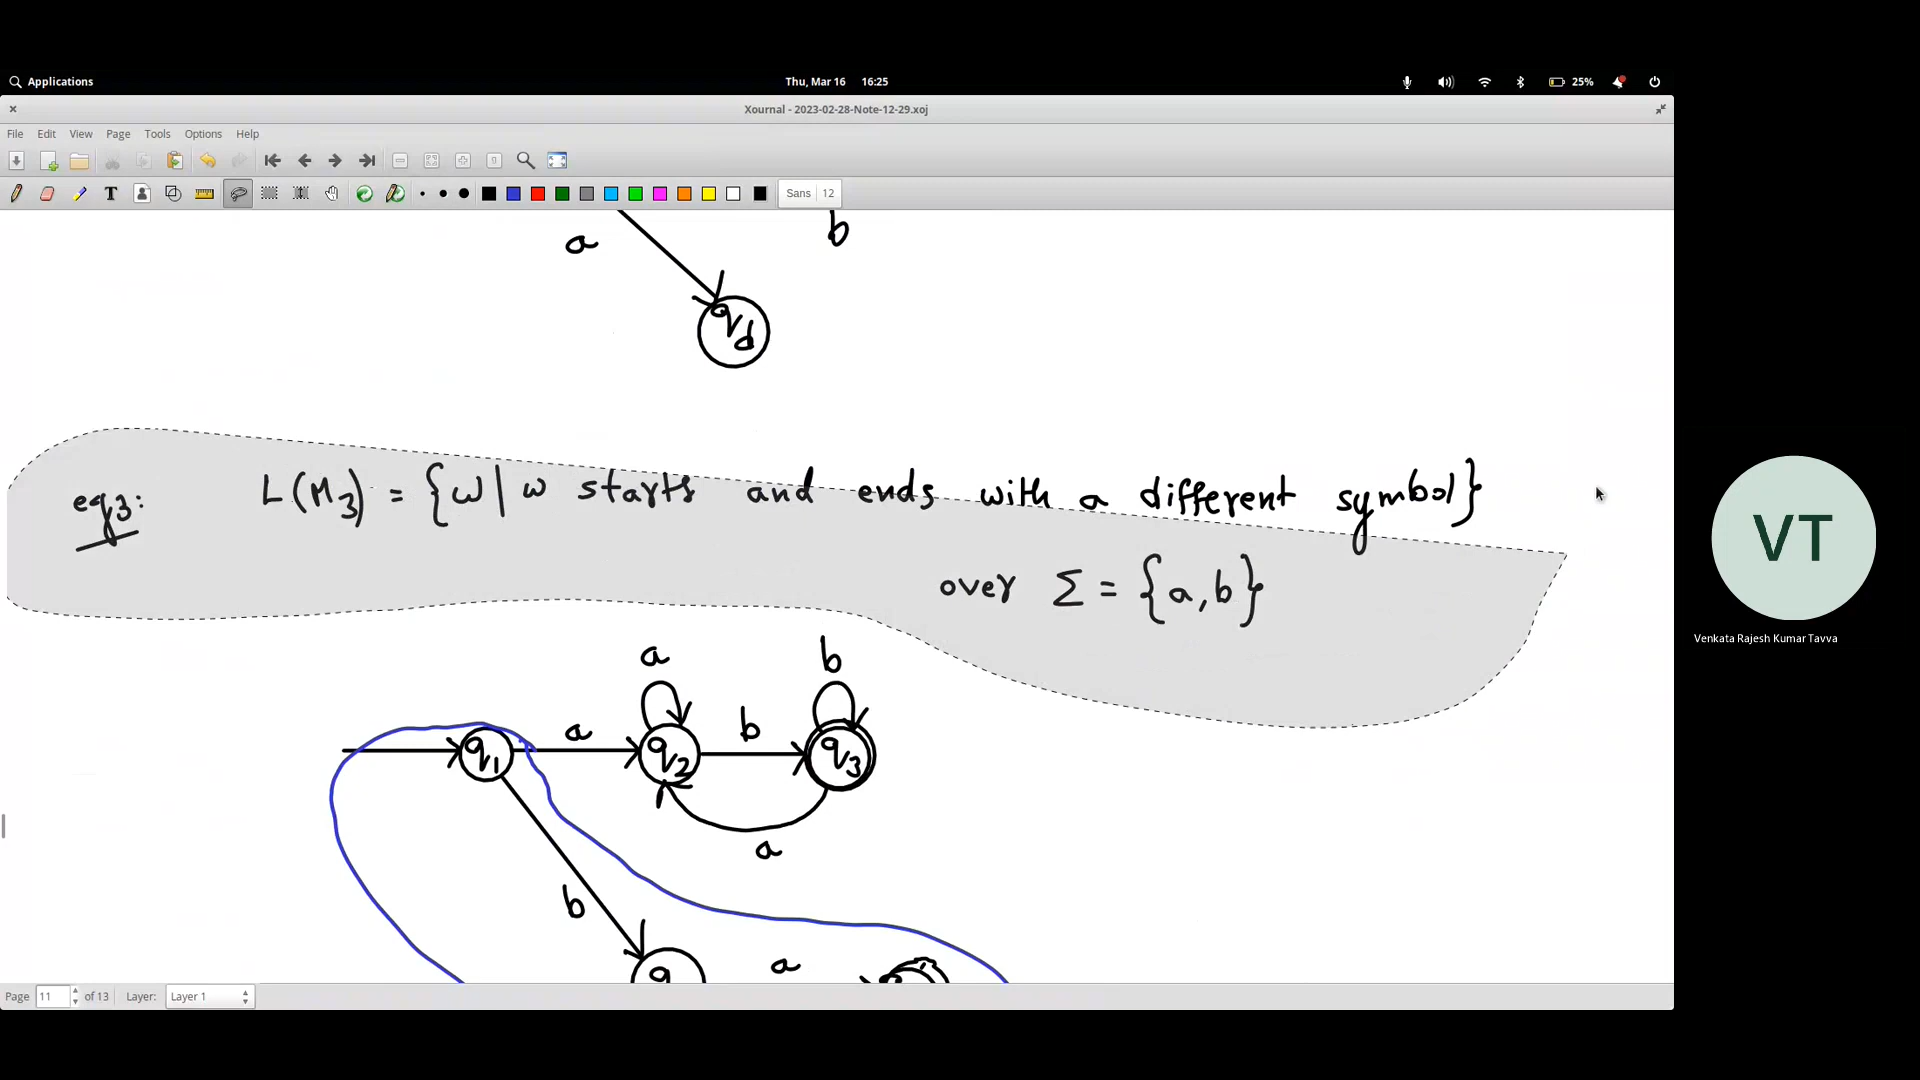 Applications
Thu, Mar 16 16:25
25%
Xournal - 2023-02-28-Note-12-29.xoj
File Edit View Page Tools Options Help
T
Sans 12
a
b
qd
eg3: L(M3) = {ω| ω starts and ends with a different symbol}
over Σ = {a,b}
VT
Venkata Rajesh Kumar Tavva
a b
q1 a q2 b q3
a
b
q a
Page 11 of 13 Layer: Layer 1